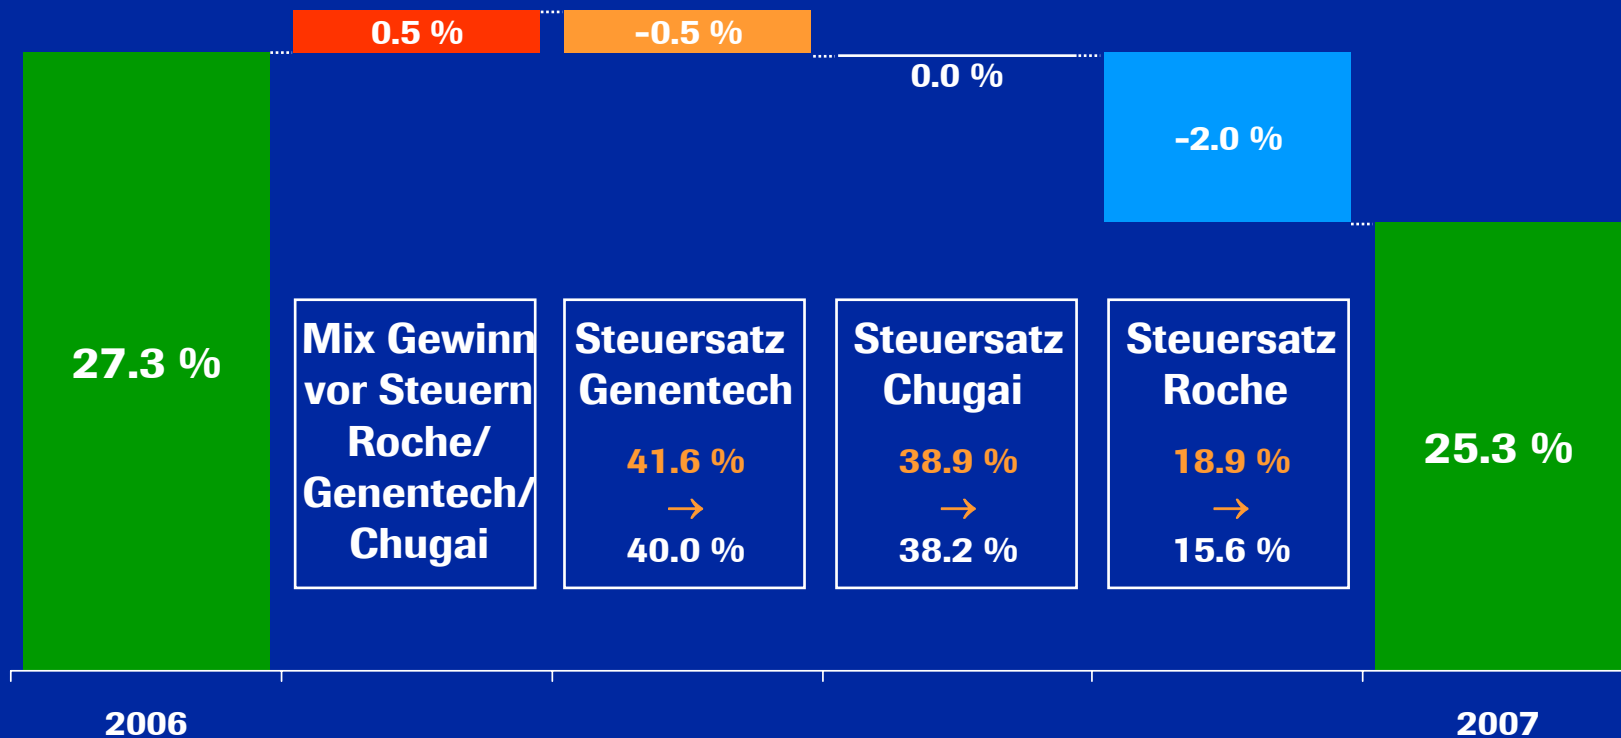 0.5 %
-0.5 %
0.0 %
-2.0 %
27.3 %
Mix Gewinn
vor Steuern
Roche/
Genentech/
Chugai
Steuersatz
Genentech
41.6 %
→
40.0 %
Steuersatz
Chugai
38.9 %
→
38.2 %
Steuersatz
Roche
18.9 %
→
15.6 %
25.3 %
2006
2007